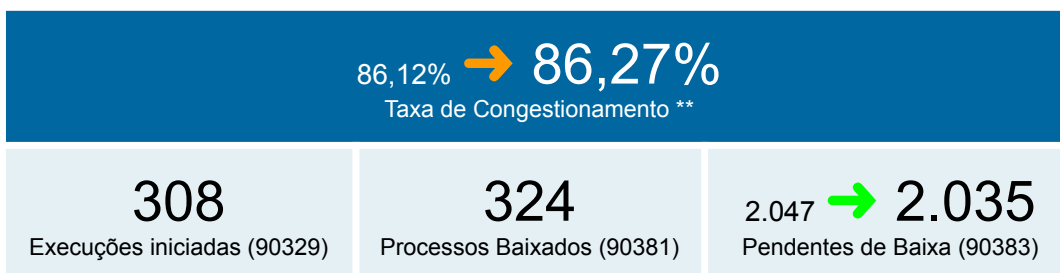 86,12% ➜ 86,27%
Taxa de Congestionamento **
308
Execuções iniciadas (90329)
324
Processos Baixados (90381)
2.047 ➜ 2.035
Pendentes de Baixa (90383)